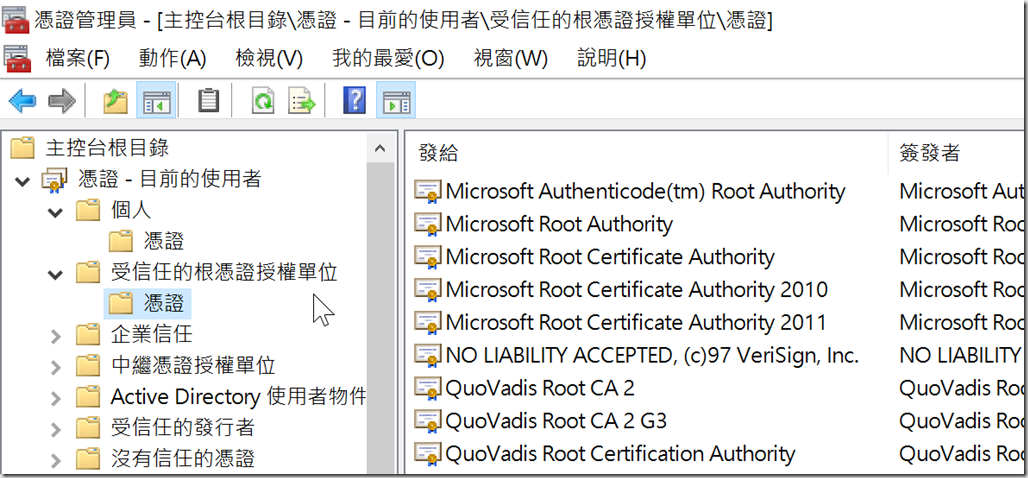 憑證管理員 - [主控台根目錄\憑證 - 目前的使用者\受信任的根憑證授權單位\憑證]
檔案(F) 動作(A) 檢視(V) 我的最愛(O) 視窗(W) 說明(H)
主控台根目錄
憑證 - 目前的使用者
個人
憑證
受信任的根憑證授權單位
憑證
企業信任
中繼憑證授權單位
Active Directory 使用者物件
受信任的發行者
沒有信任的憑證
發給 簽發者
Microsoft Authenticode(tm) Root Authority Microsoft Aut
Microsoft Root Authority Microsoft Roo
Microsoft Root Certificate Authority Microsoft Roo
Microsoft Root Certificate Authority 2010 Microsoft Roo
Microsoft Root Certificate Authority 2011 Microsoft Roo
NO LIABILITY ACCEPTED, (c)97 VeriSign, Inc. NO LIABILITY
QuoVadis Root CA 2 QuoVadis Roo
QuoVadis Root CA 2 G3 QuoVadis Roo
QuoVadis Root Certification Authority QuoVadis Roo